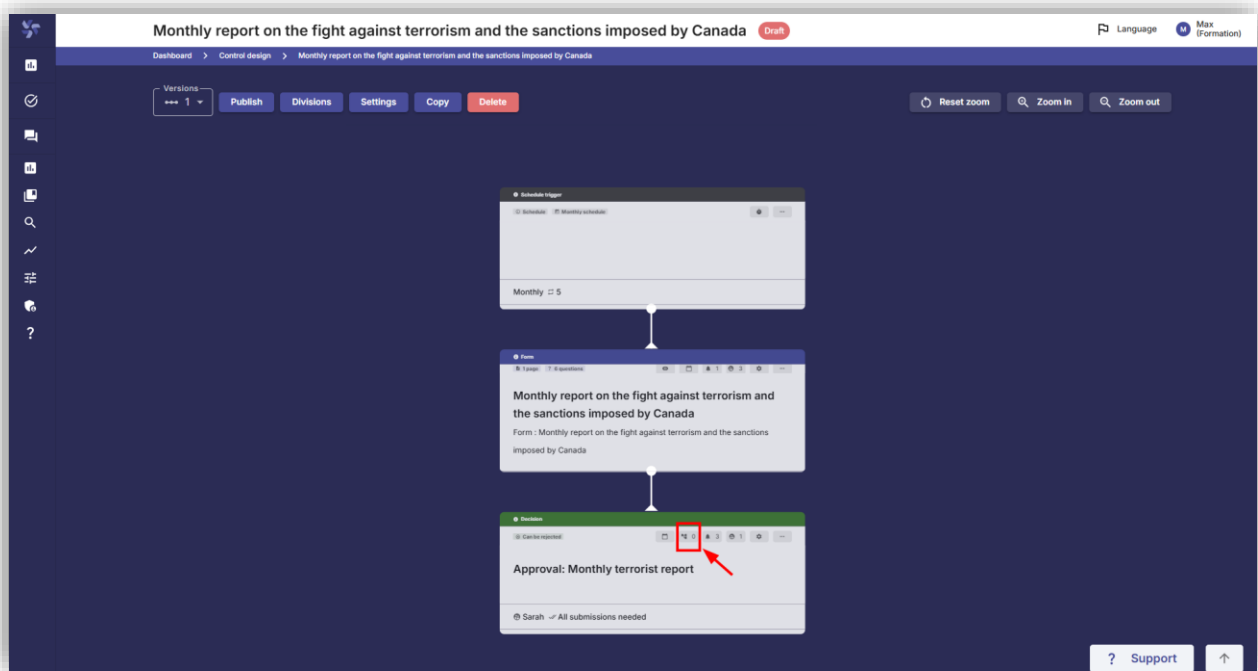 Monthly report on the fight against terrorism and the sanctions imposed by Canada Draft
Language
M
Max
(Formation)
Dashboard > Control design > Monthly report on the fight against terrorism and the sanctions imposed by Canada
Versions
1
Publish
Divisions
Settings
Copy
Delete
Reset zoom
Zoom in
Zoom out
Schedule trigger
Schedule Monthly schedule
Monthly 5
Form
1 page questions
1 3
Monthly report on the fight against terrorism and
the sanctions imposed by Canada
Form : Monthly report on the fight against terrorism and the sanctions
imposed by Canada
Decision
Can be rejected
0 3 1
Approval: Monthly terrorist report
Sarah All submissions needed
?
? Support